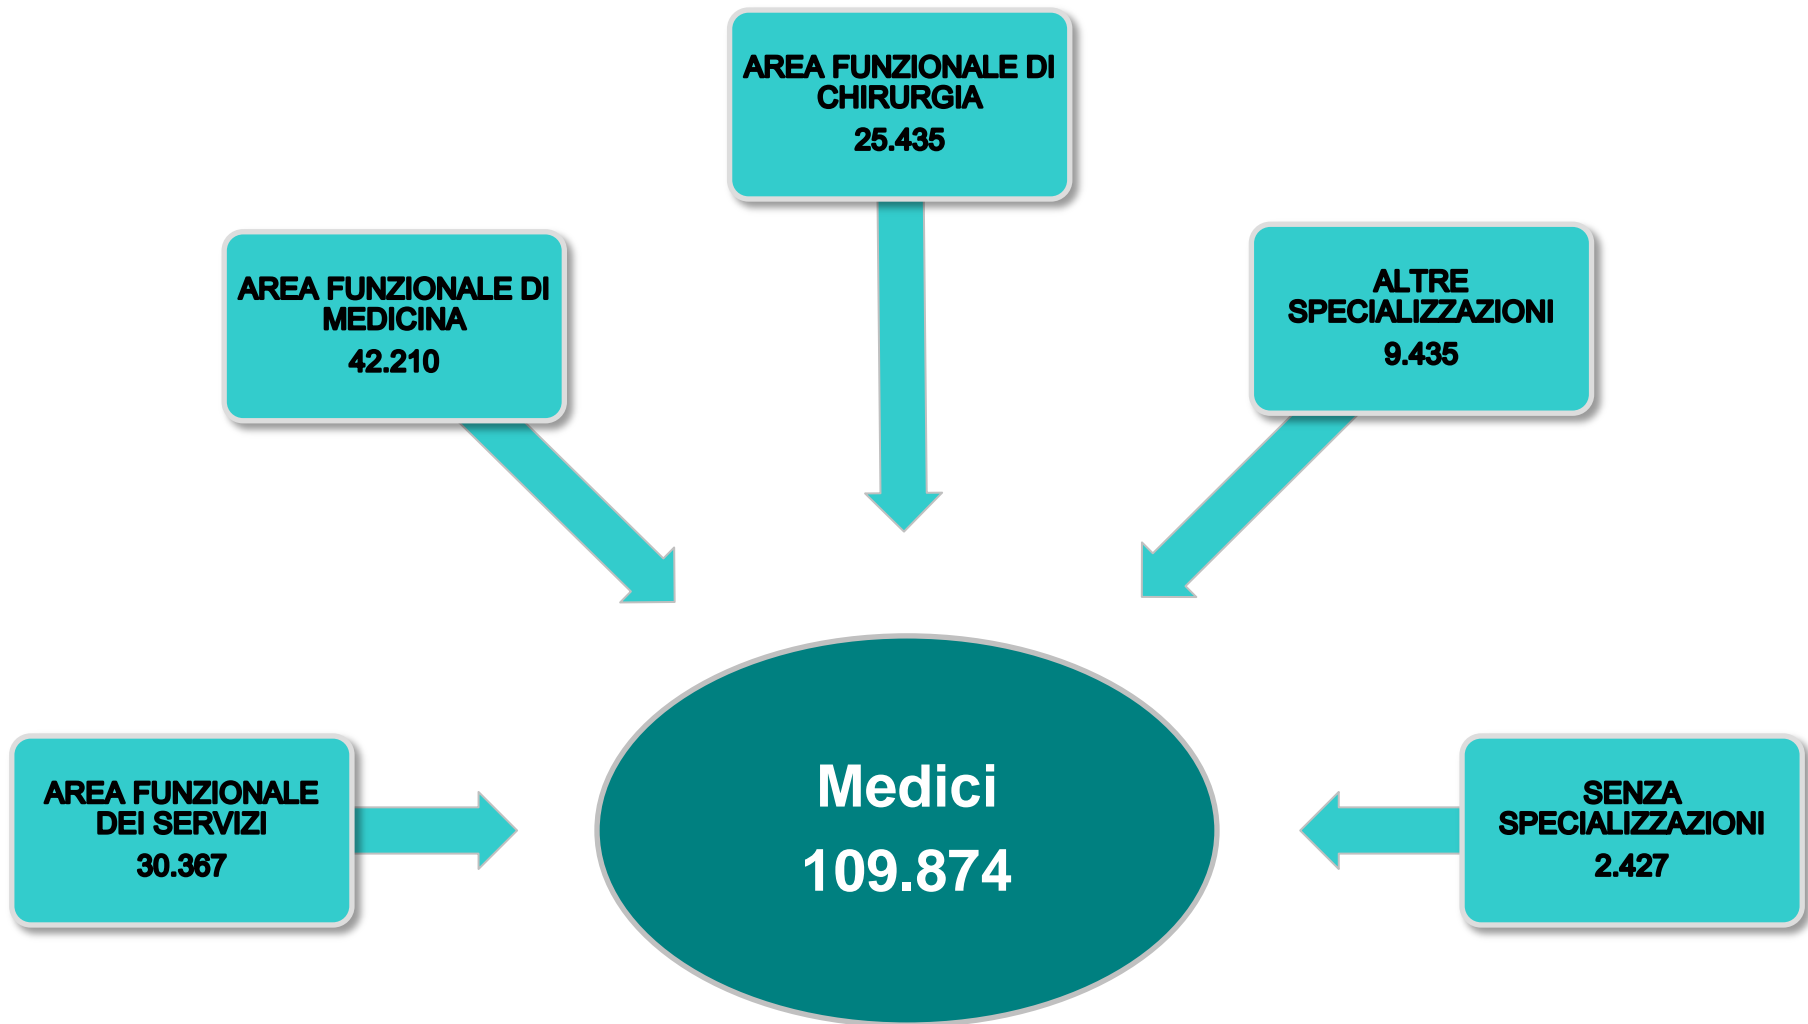 AREA FUNZIONALE DI
CHIRURGIA
25.435
AREA FUNZIONALE DI
MEDICINA
42.210
ALTRE
SPECIALIZZAZIONI
9.435
AREA FUNZIONALE
DEI SERVIZI
30.367
Medici
109.874
SENZA
SPECIALIZZAZIONI
2.427